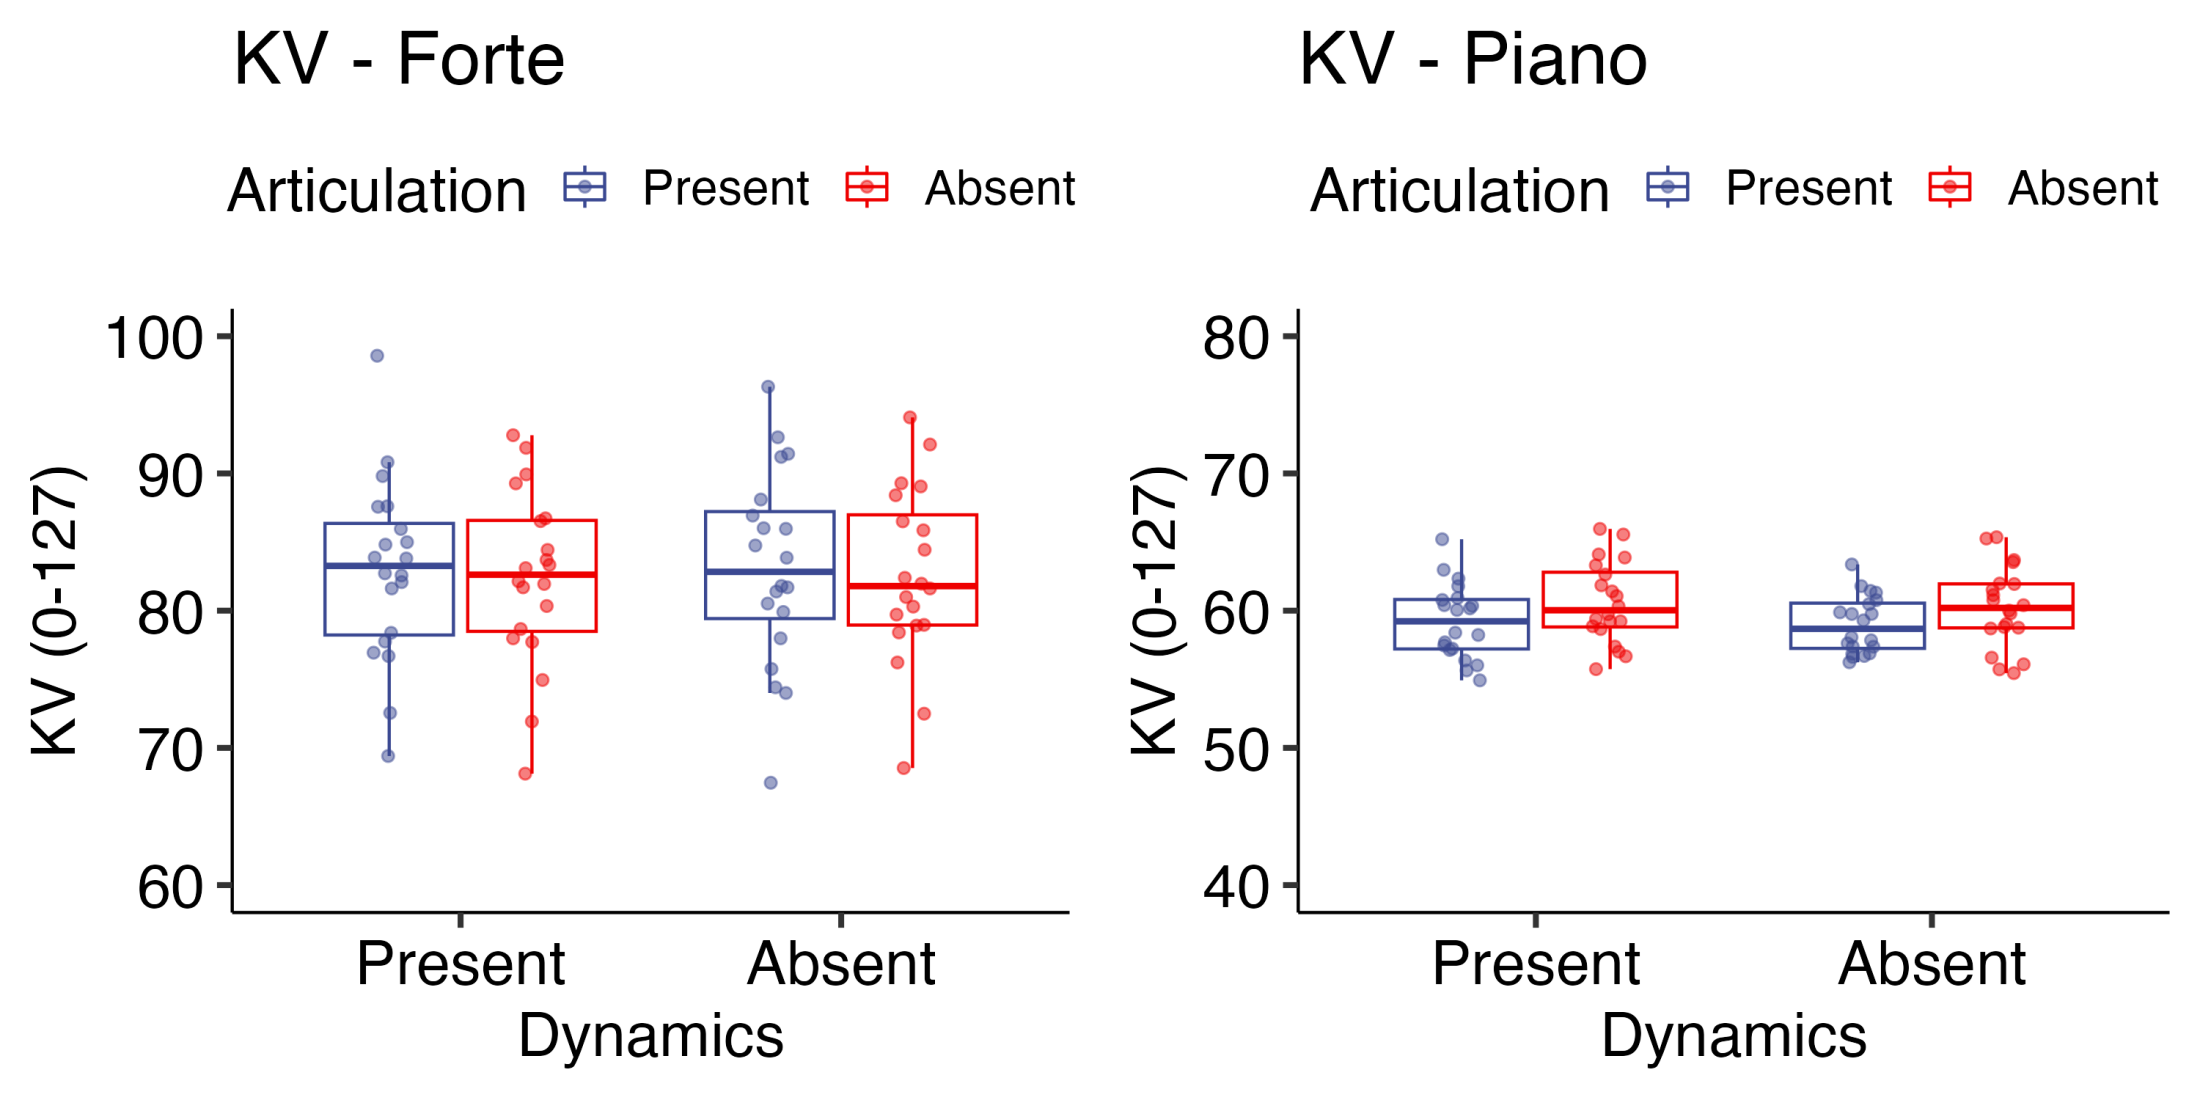 KV - Forte
Articulation Present Absent
KV (0-127)
100
90
80
70
60
Present Absent
Dynamics
KV - Piano
Articulation Present Absent
KV (0-127)
80
70
60
50
40
Present Absent
Dynamics